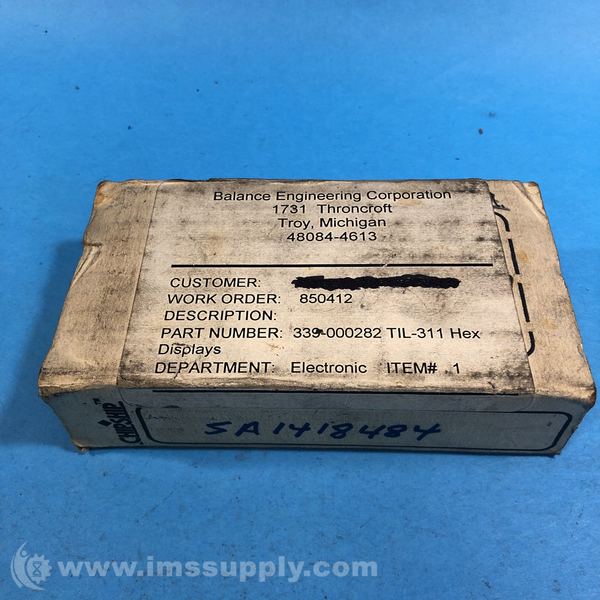 Balance Engineering Corporation
1731 Throncroft
Troy, Michigan
48084-4613
CUSTOMER:
WORK ORDER: 850412
DESCRIPTION:
PART NUMBER: 339-000282 TIL-311 Hex
Displays
DEPARTMENT: Electronic ITEM# 1
CHIPSHIP
SA1418484
www.imssupply.com